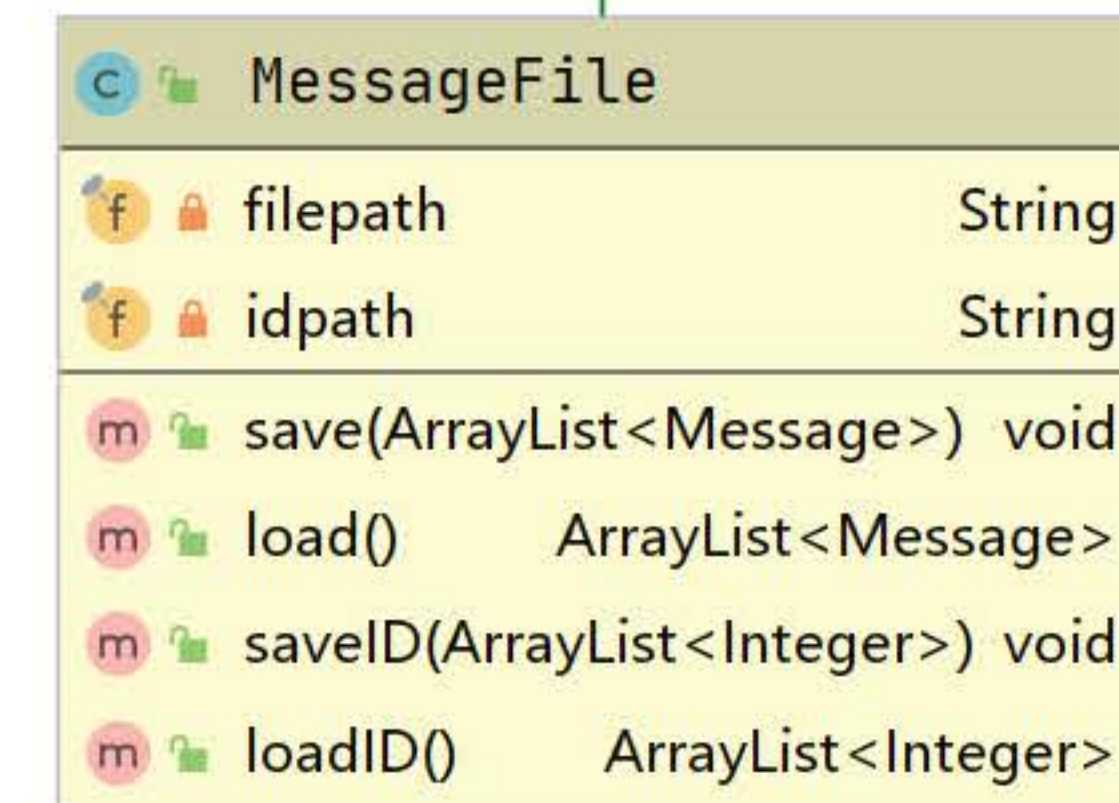 C MessageFile
f filepath String
f idpath String
m save(ArrayList<Message>) void
m load() ArrayList<Message>
m saveID(ArrayList<Integer>) void
m loadID() ArrayList<Integer>